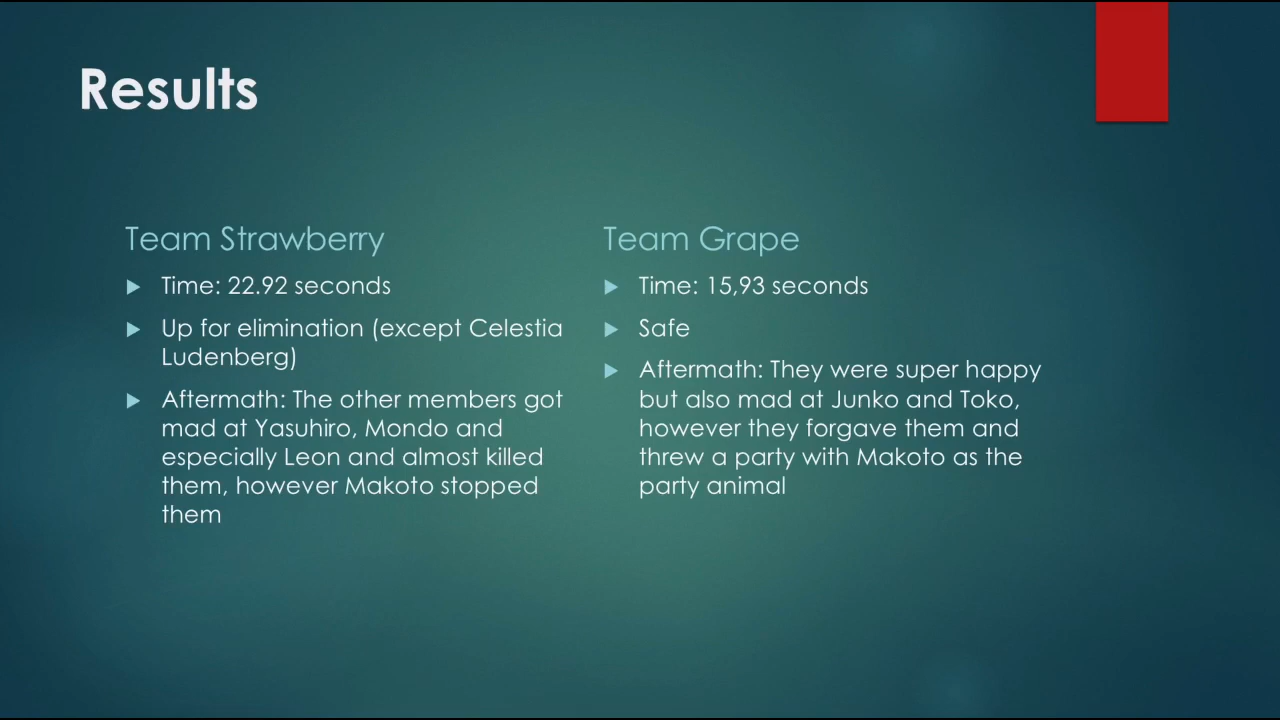 Results
Team Strawberry
Time: 22.92 seconds
Up for elimination (except Celestia
Ludenberg)
Aftermath: The other members got
mad at Yasuhiro, Mondo and
especially Leon and almost killed
them, however Makoto stopped
them
Team Grape
Time: 15,93 seconds
Safe
Aftermath: They were super happy
but also mad at Junko and Toko,
however they forgave them and
threw a party with Makoto as the
party animal